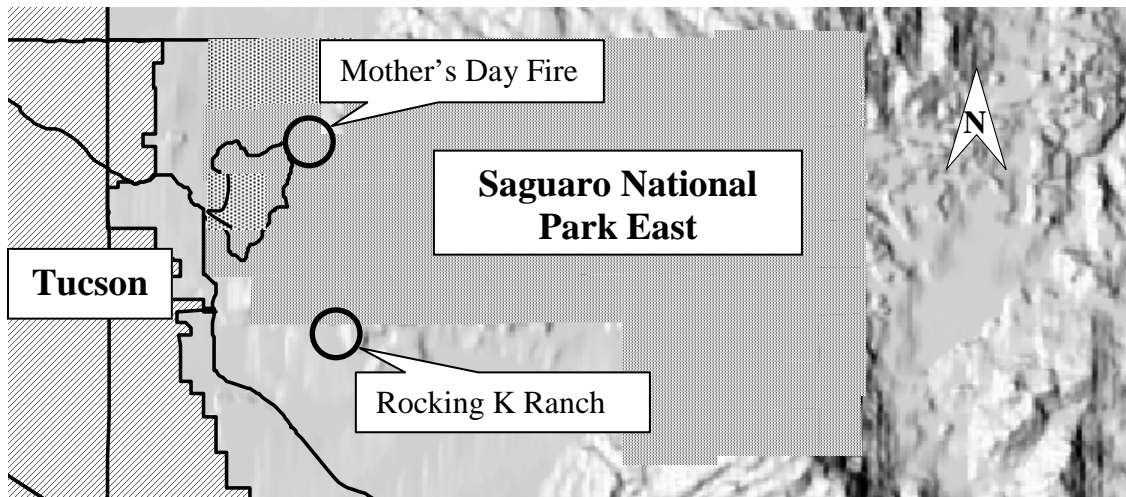 Mother’s Day Fire
N
Saguaro National
Park East
Tucson
Rocking K Ranch